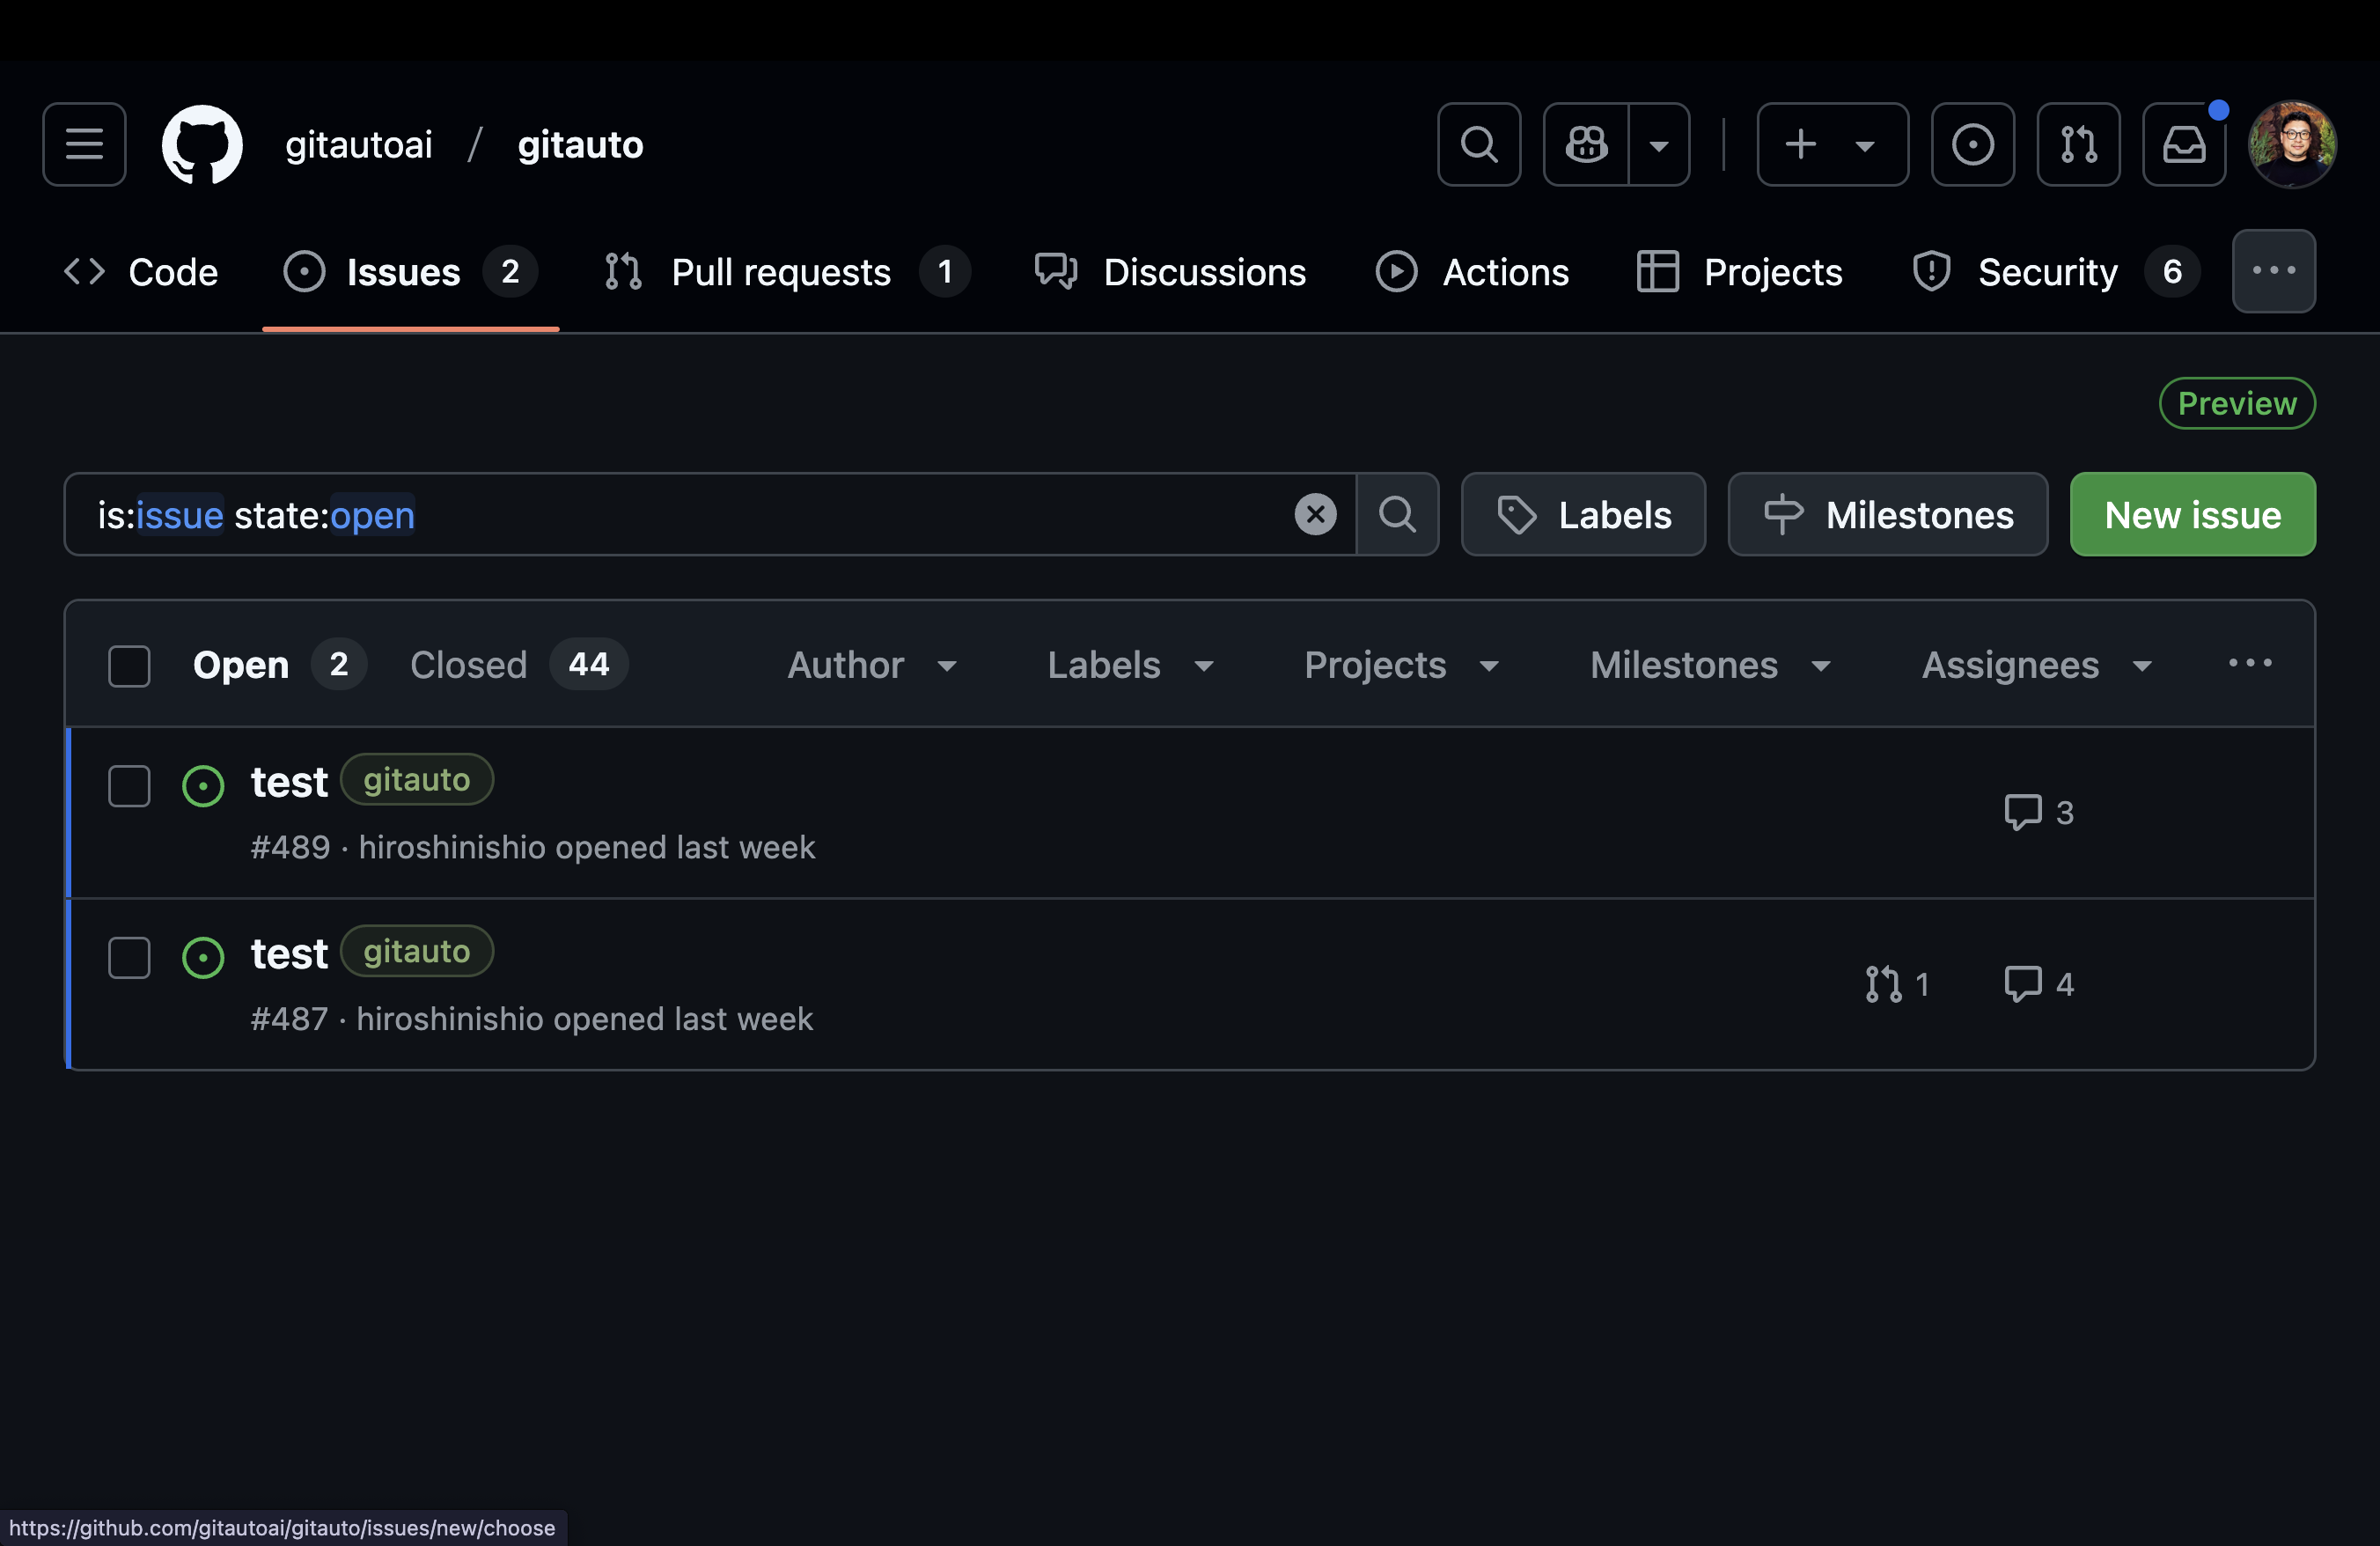 gitautoai / gitauto
Code Issues 2 Pull requests 1 Discussions Actions Projects Security 6
Preview
is:issue state:open Labels Milestones New issue
Open 2 Closed 44 Author Labels Projects Milestones Assignees
test gitauto
3
#489 · hiroshinishio opened last week
test gitauto
1 4
#487 · hiroshinishio opened last week
https://github.com/gitautoai/gitauto/issues/new/choose